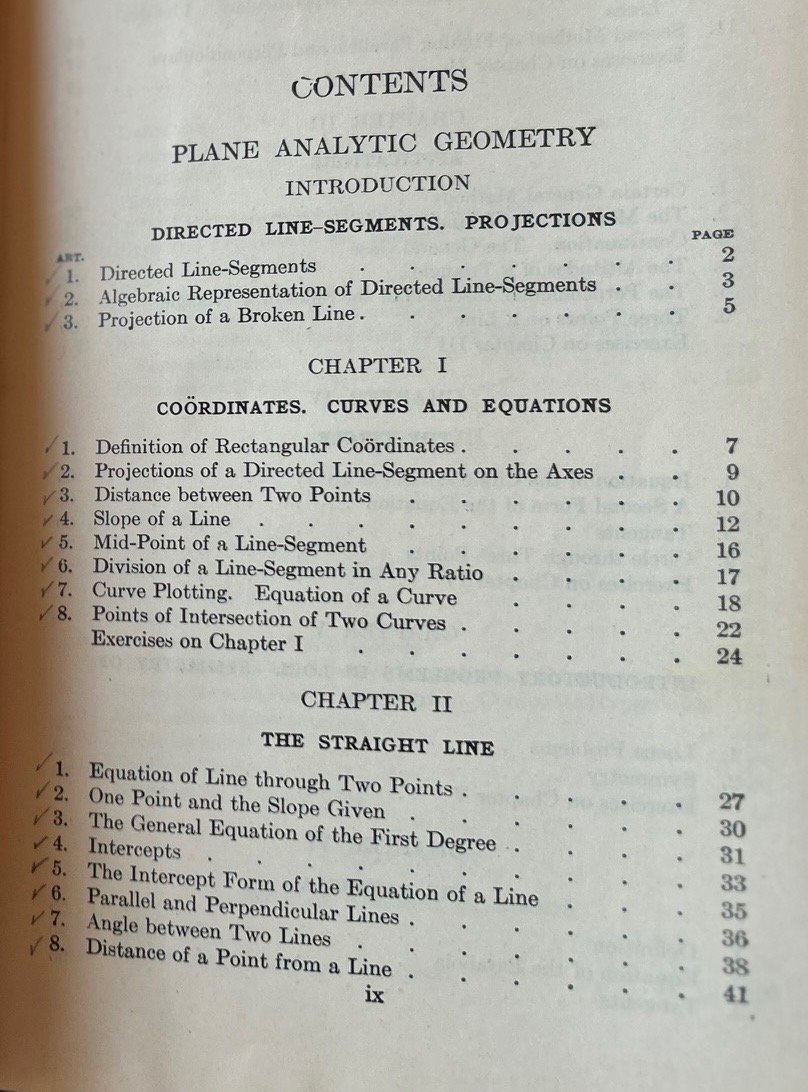 CONTENTS
PLANE ANALYTIC GEOMETRY
INTRODUCTION
DIRECTED LINE-SEGMENTS. PROJECTIONS
ART. PAGE
1. Directed Line-Segments . . . . . . . 2
2. Algebraic Representation of Directed Line-Segments . . 3
3. Projection of a Broken Line . . . . . . . 5
CHAPTER I
COÖRDINATES. CURVES AND EQUATIONS
1. Definition of Rectangular Coördinates . . . . . 7
2. Projections of a Directed Line-Segment on the Axes . . 9
3. Distance between Two Points . . . . . . 10
4. Slope of a Line . . . . . . . . . 12
5. Mid-Point of a Line-Segment . . . . . . 16
6. Division of a Line-Segment in Any Ratio . . . . 17
7. Curve Plotting. Equation of a Curve . . . . 18
8. Points of Intersection of Two Curves . . . . . 22
Exercises on Chapter I . . . . . . . 24
CHAPTER II
THE STRAIGHT LINE
1. Equation of Line through Two Points . . . . . 27
2. One Point and the Slope Given . . . . . . 30
3. The General Equation of the First Degree . . . . 31
4. Intercepts . . . . . . . . . . 33
5. The Intercept Form of the Equation of a Line . . . 35
6. Parallel and Perpendicular Lines . . . . . . 36
7. Angle between Two Lines . . . . . . . 38
8. Distance of a Point from a Line . . . . . . 41
ix